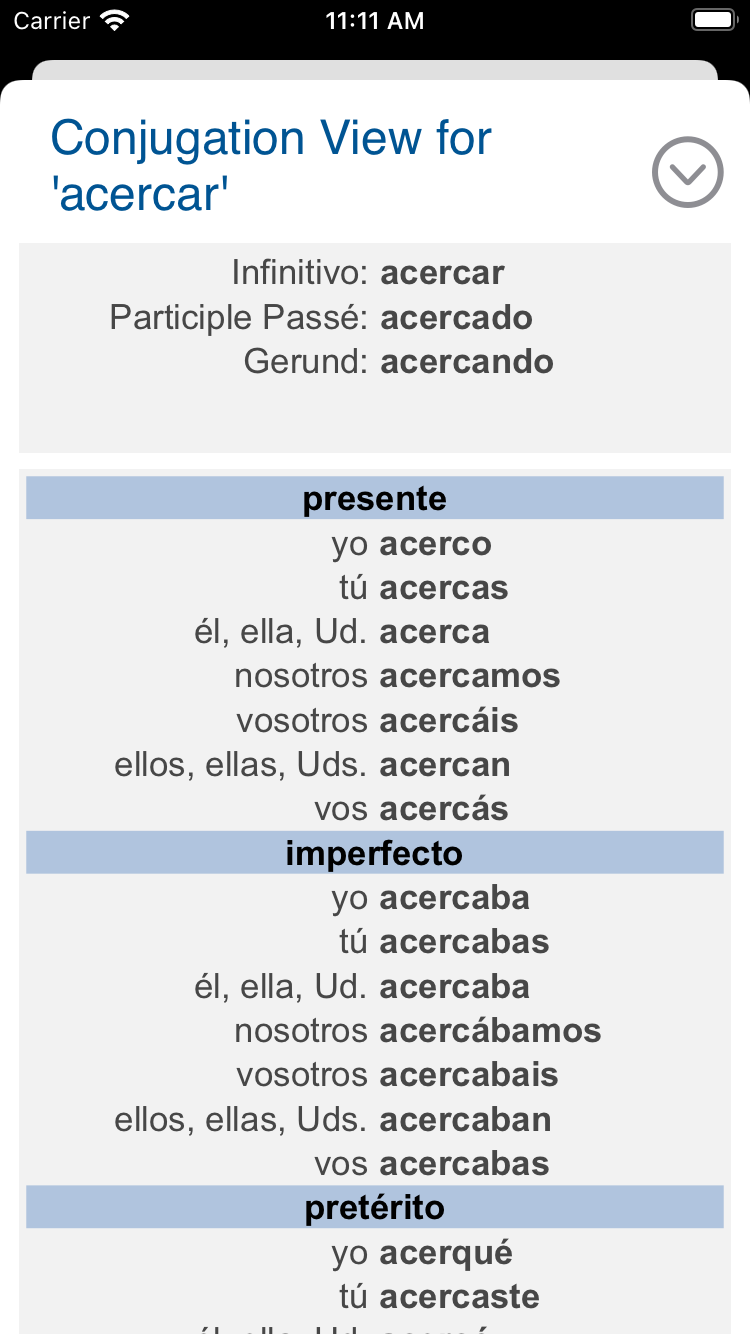 Carrier 11:11 AM
Conjugation View for
'acercar'
Infinitivo: acercar
Participle Passé: acercado
Gerund: acercando
presente
yo acerco
tú acercas
él, ella, Ud. acerca
nosotros acercamos
vosotros acercáis
ellos, ellas, Uds. acercan
vos acercás
imperfecto
yo acercaba
tú acercabas
él, ella, Ud. acercaba
nosotros acercábamos
vosotros acercabais
ellos, ellas, Uds. acercaban
vos acercabas
pretérito
yo acerqué
tú acercaste